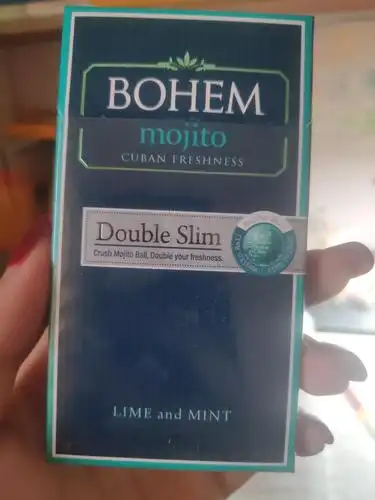 BOHEM
mojito
CUBAN FRESHNESS
Double Slim
Crush Mojito Ball, Double your freshness.
LIME and MINT